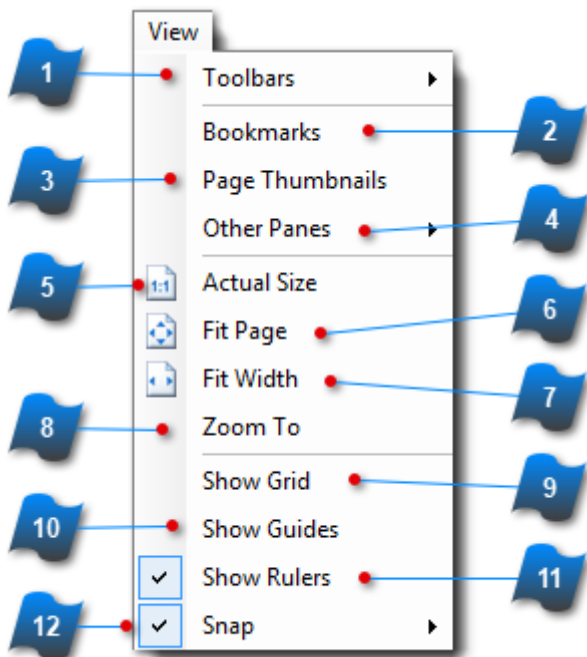 View
1 Toolbars
Bookmarks 2
3 Page Thumbnails
Other Panes 4
5 1:1 Actual Size
Fit Page 6
Fit Width 7
8 Zoom To
Show Grid 9
10 Show Guides
Show Rulers 11
12 Snap